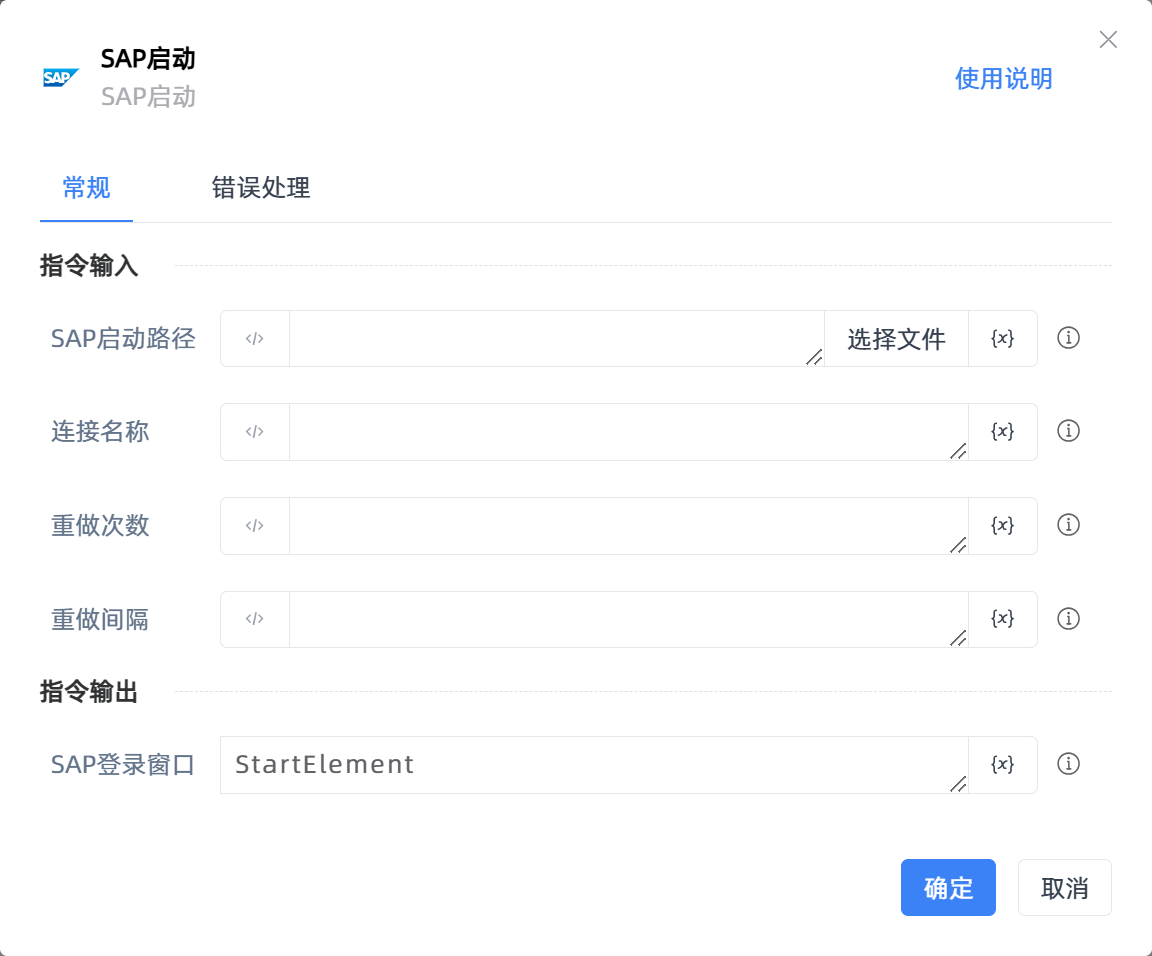 SAP
SAP启动
SAP启动
使用说明
常规
错误处理
指令输入
SAP启动路径
</>
选择文件
{x}
连接名称
</>
{x}
重做次数
</>
{x}
重做间隔
</>
{x}
指令输出
SAP登录窗口
StartElement
{x}
确定
取消